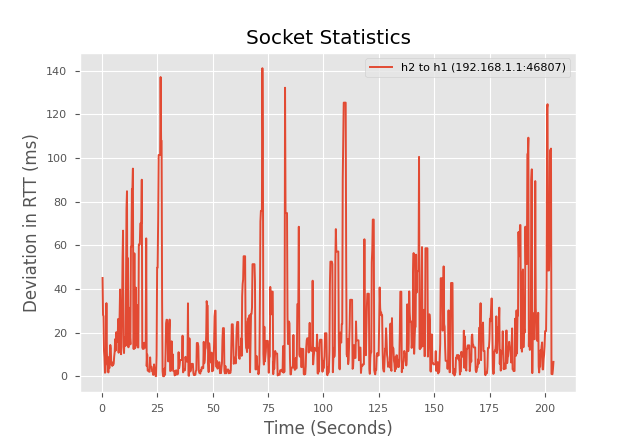 Socket Statistics
h2 to h1 (192.168.1.1:46807)
Deviation in RTT (ms)
140
120
100
80
60
40
20
0
0 25 50 75 100 125 150 175 200
Time (Seconds)